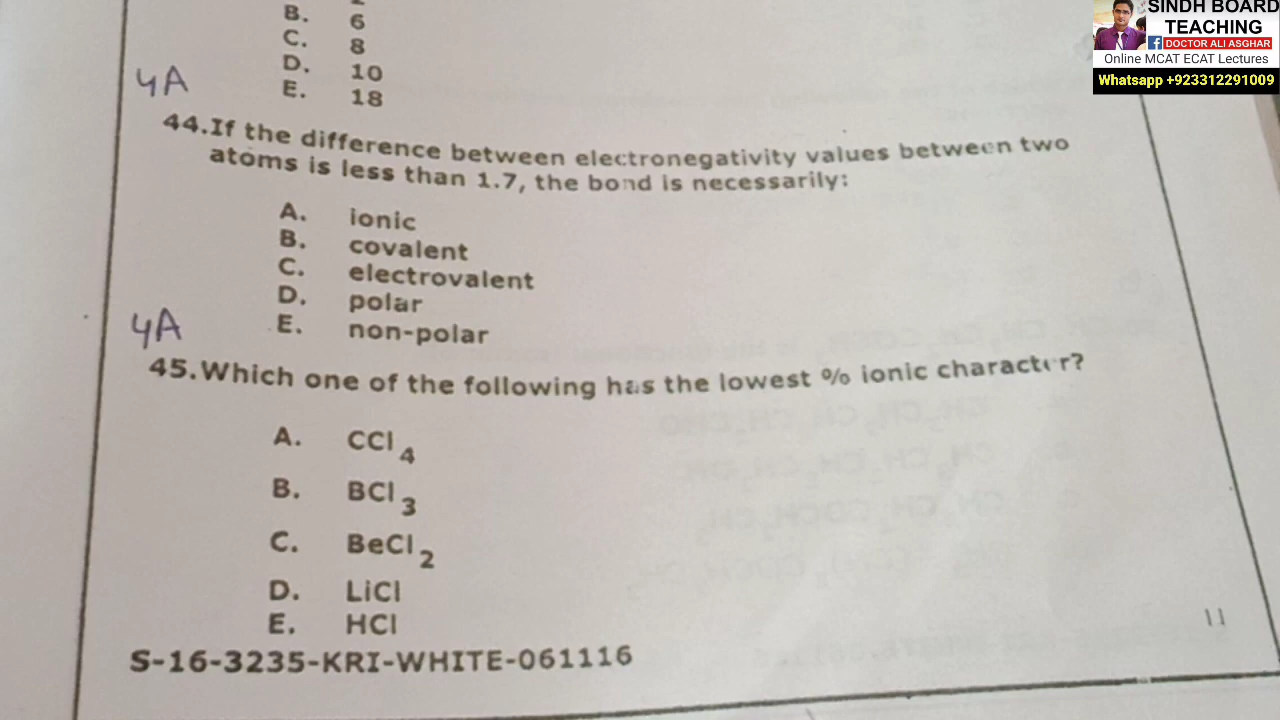 SINDH BOARD
TEACHING
f DOCTOR ALI ASGHAR
Online MCAT ECAT Lectures
Whatsapp +923312291009
B. 6
C. 8
D. 10
E. 18
4A
44.If the difference between electronegativity values between two
atoms is less than 1.7, the bond is necessarily:
A. ionic
B. covalent
C. electrovalent
D. polar
E. non-polar
4A
45.Which one of the following has the lowest % ionic character?
A. CCl4
B. BCl3
C. BeCl2
D. LiCl
E. HCl
11
S-16-3235-KRI-WHITE-061116